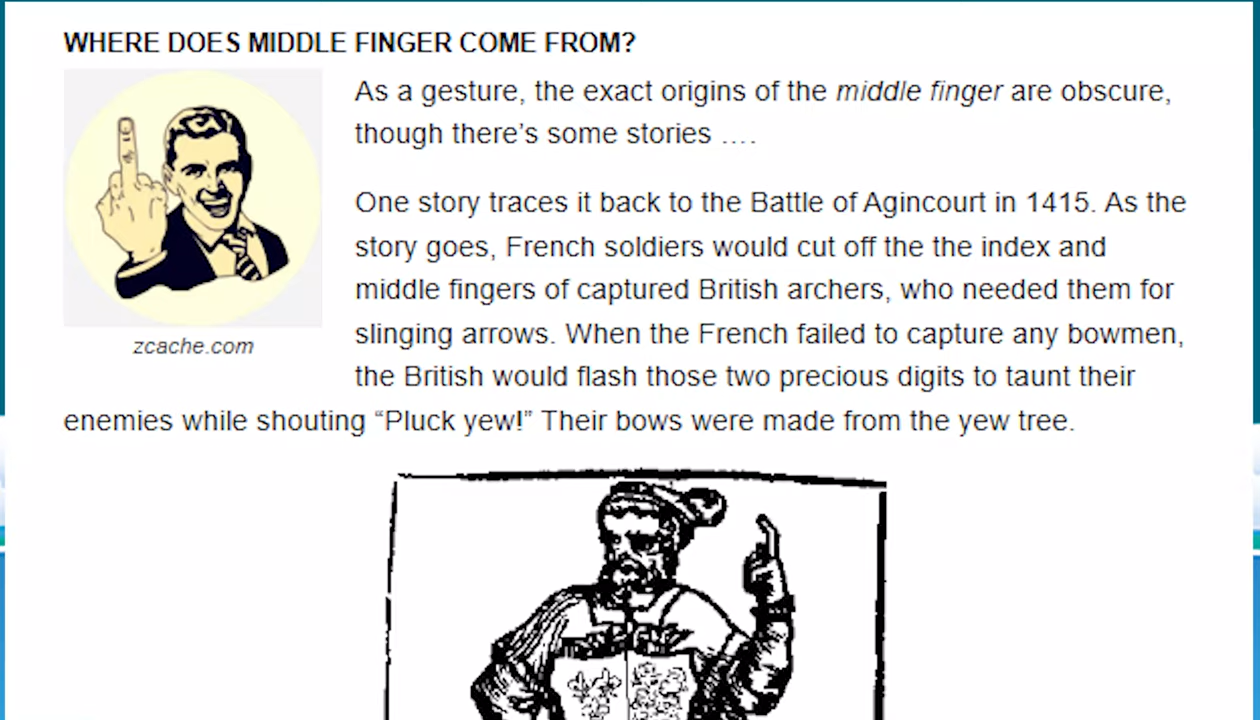 WHERE DOES MIDDLE FINGER COME FROM?
As a gesture, the exact origins of the middle finger are obscure,
though there's some stories ....
One story traces it back to the Battle of Agincourt in 1415. As the
story goes, French soldiers would cut off the the index and
middle fingers of captured British archers, who needed them for
slinging arrows. When the French failed to capture any bowmen,
zcache.com
the British would flash those two precious digits to taunt their
enemies while shouting “Pluck yew!” Their bows were made from the yew tree.